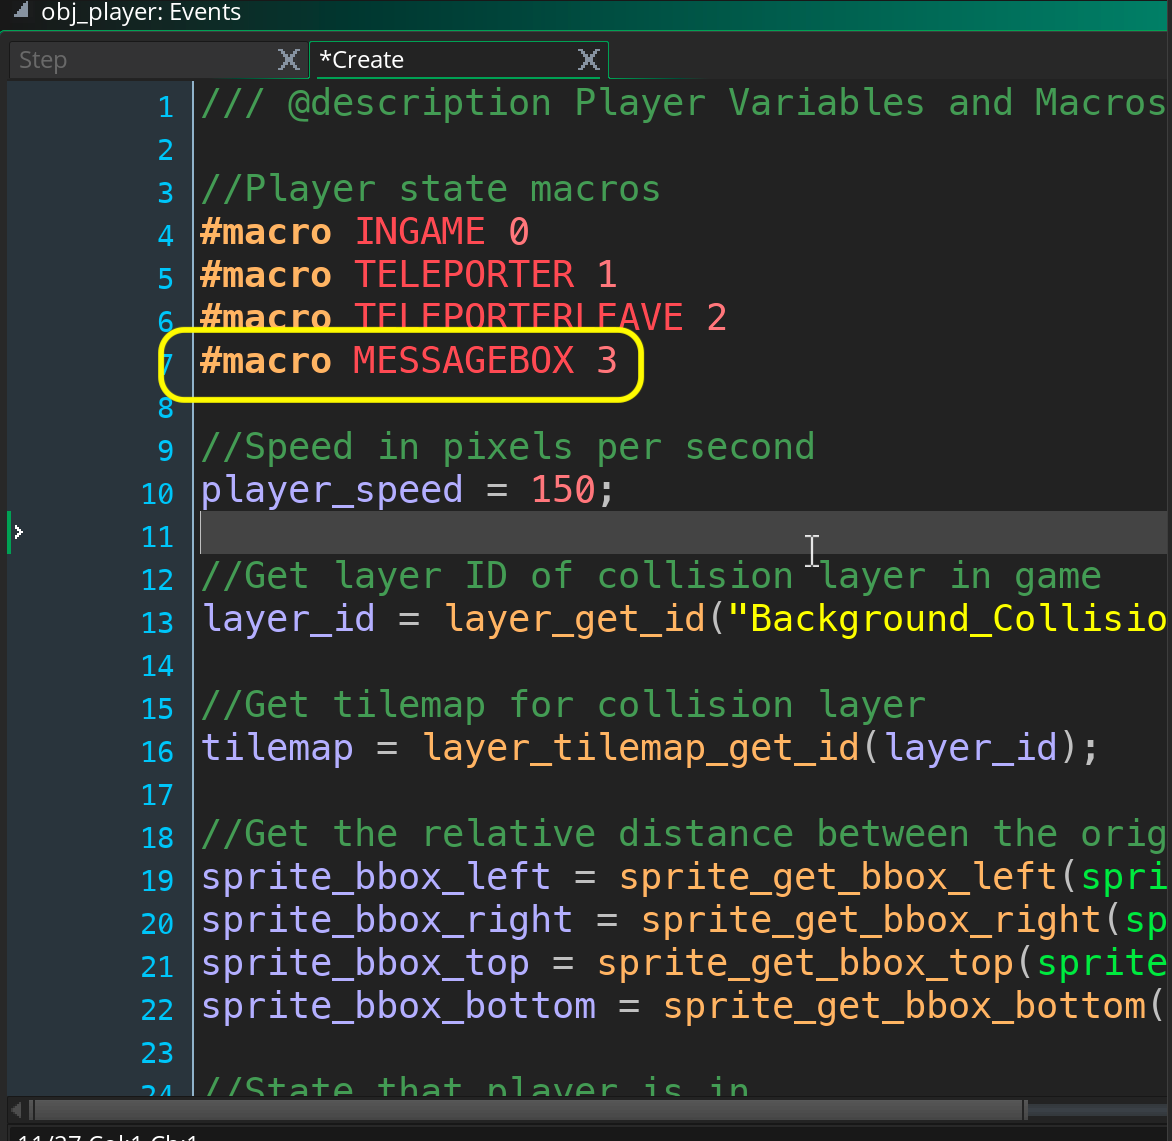 obj_player: Events
Step
*Create
1 /// @description Player Variables and Macros
2
3 //Player state macros
4 #macro INGAME 0
5 #macro TELEPORTER 1
6 #macro TELEPORTERLEAVE 2
7 #macro MESSAGEBOX 3
8
9 //Speed in pixels per second
10 player_speed = 150;
11
12 //Get layer ID of collision layer in game
13 layer_id = layer_get_id("Background_Collisio
14
15 //Get tilemap for collision layer
16 tilemap = layer_tilemap_get_id(layer_id);
17
18 //Get the relative distance between the orig
19 sprite_bbox_left = sprite_get_bbox_left(spri
20 sprite_bbox_right = sprite_get_bbox_right(sp
21 sprite_bbox_top = sprite_get_bbox_top(sprite
22 sprite_bbox_bottom = sprite_get_bbox_bottom(
23
24 //State that player is in
11/27 Col:1 Ch:1